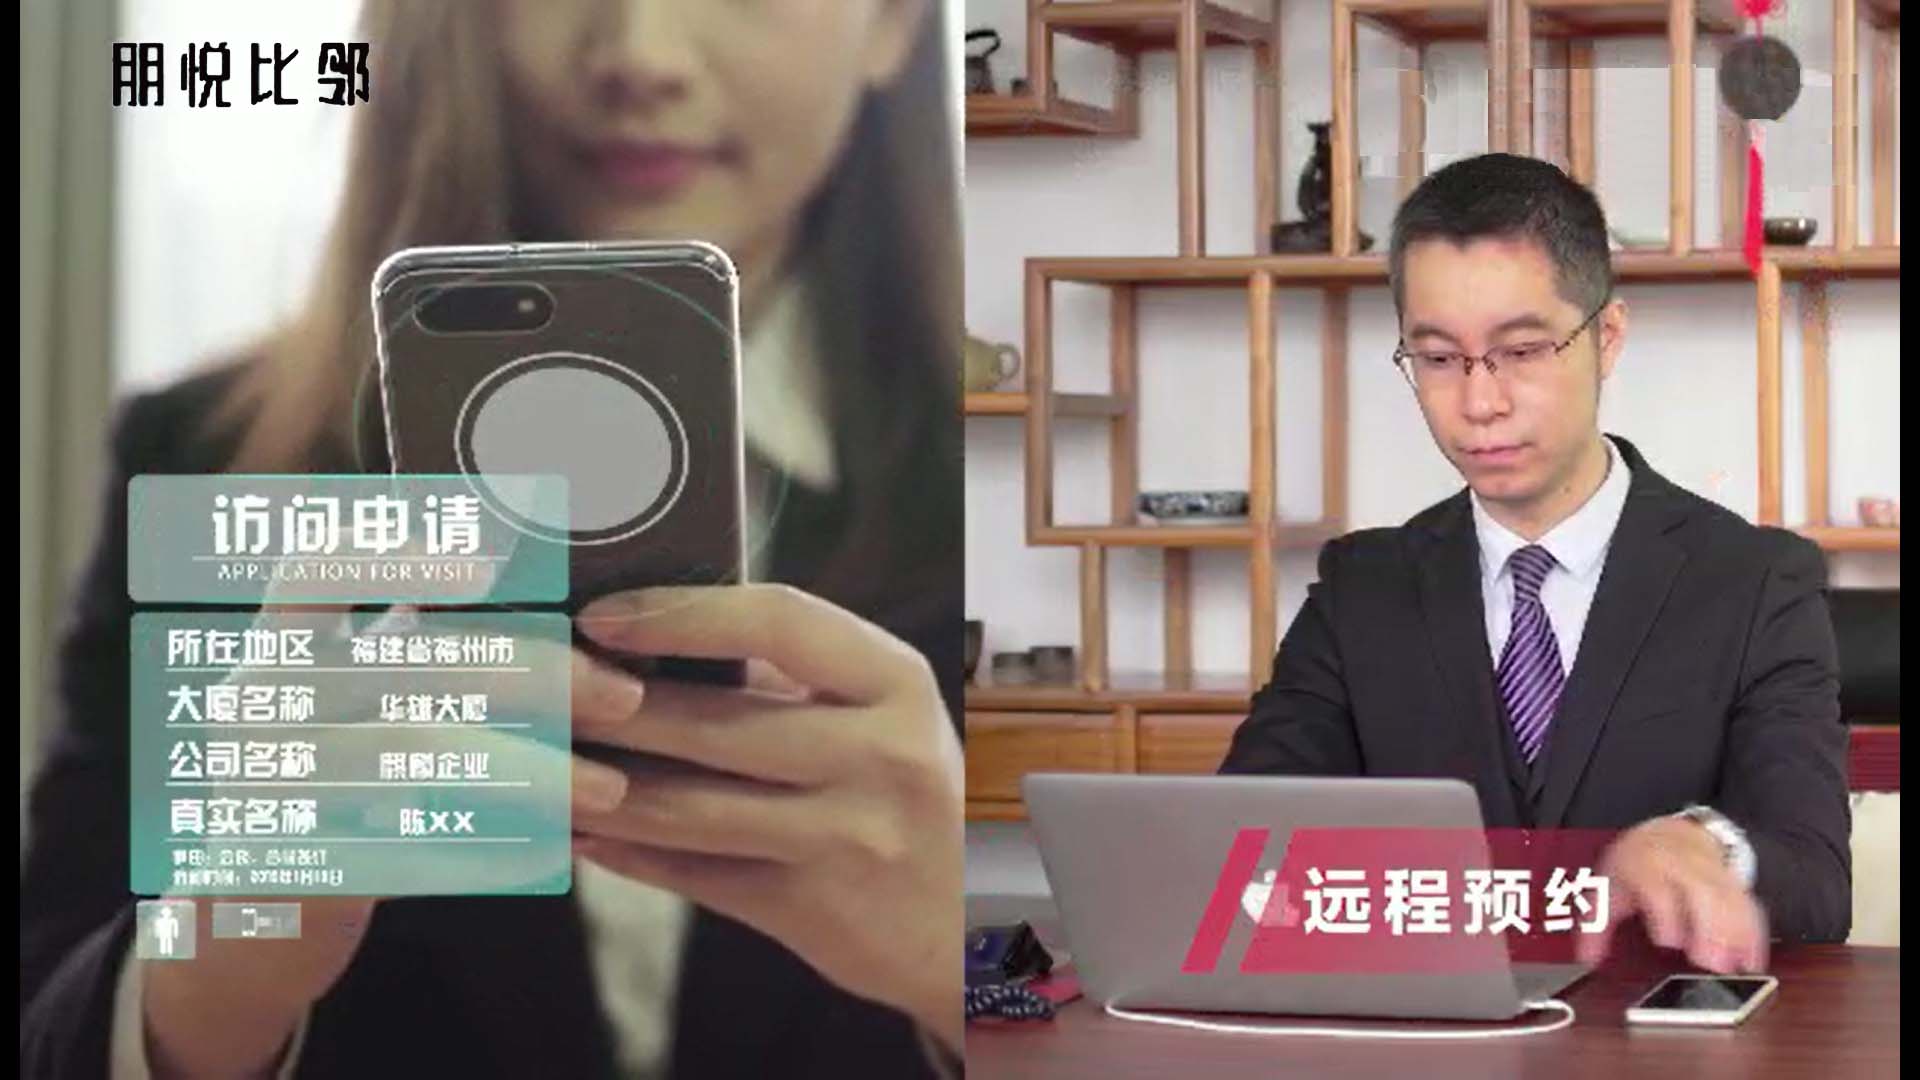 朋悦比邻
访问申请
APPLICATION FOR VISIT
所在地区 福建省福州市
大厦名称 华雄大厦
公司名称 麒麟企业
真实名称 陈XX
远程预约